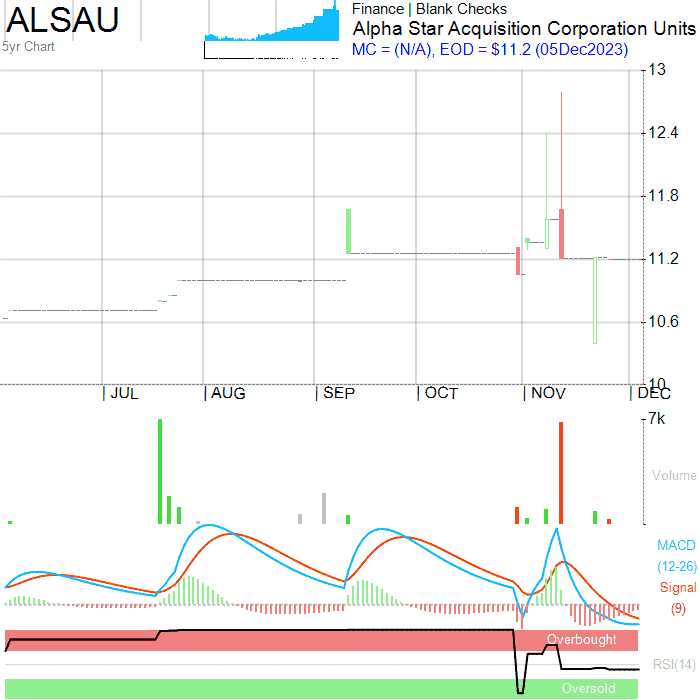 ALSAU
5yr Chart
Finance | Blank Checks
Alpha Star Acquisition Corporation Units
MC = (N/A), EOD = $11.2 (05Dec2023)
13
12.4
11.8
11.2
10.6
10
JUL AUG SEP OCT NOV DEC
7k
Volume
MACD
(12-26)
Signal
(9)
Overbought
RSI(14)
Oversold